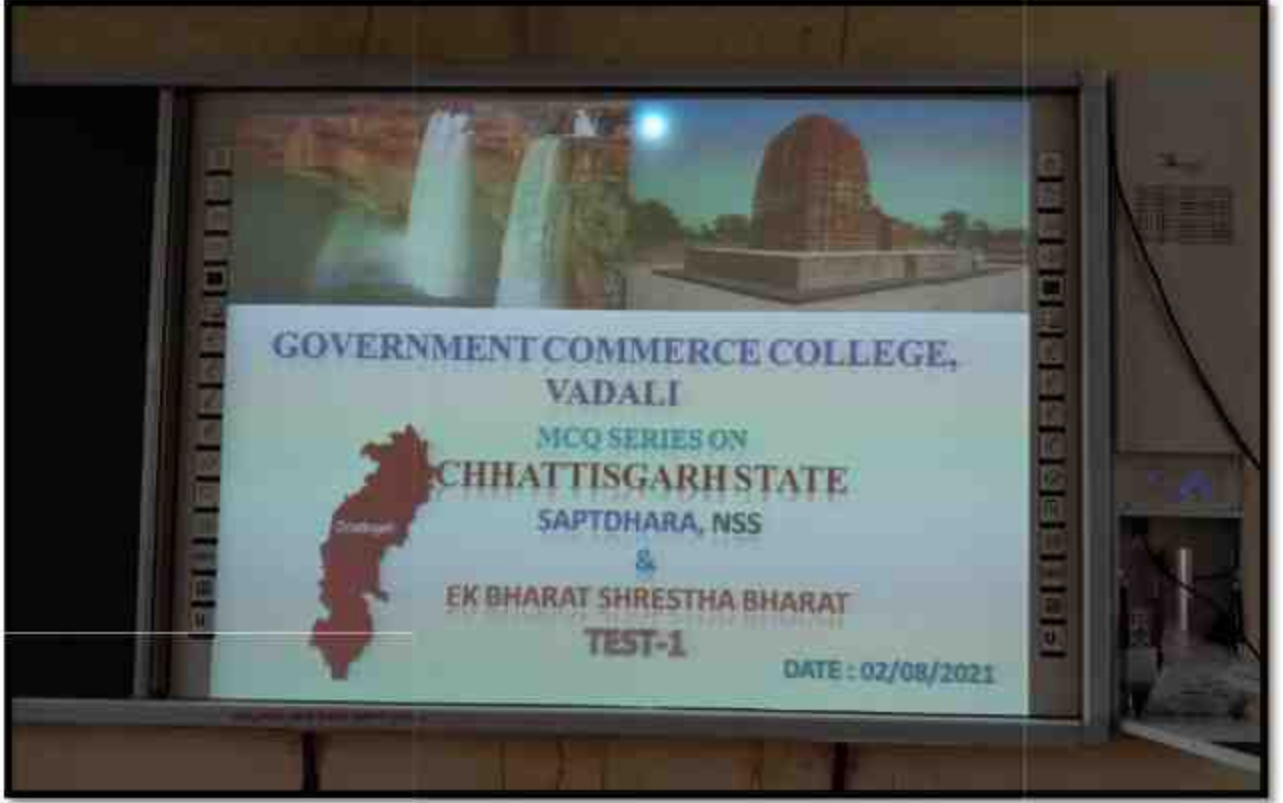 GOVERNMENT COMMERCE COLLEGE,
VADALI
MCQ SERIES ON
CHHATTISGARH STATE
SAPTDHARA, NSS
&
EK BHARAT SHRESTHA BHARAT
TEST-1
DATE : 02/08/2021